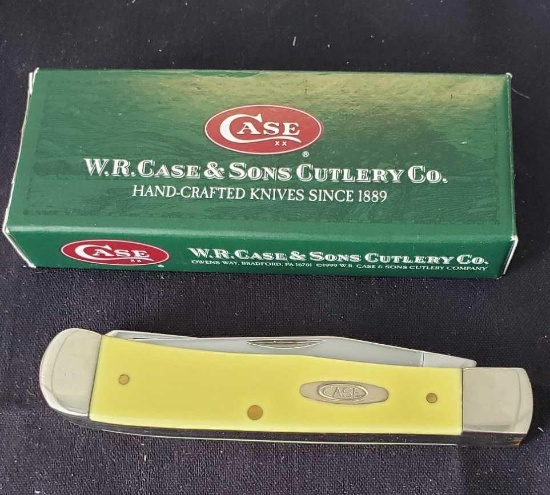 CASE
XX
®
W.R. CASE & SONS CUTLERY CO.
HAND-CRAFTED KNIVES SINCE 1889
CASE
XX
®
W.R. CASE & SONS CUTLERY CO.
OWENS WAY, BRADFORD, PA 16701 ©1999 W.R. CASE & SONS CUTLERY COMPANY
CASE